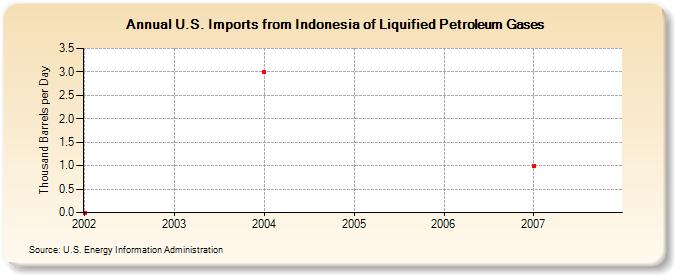 Annual U.S. Imports from Indonesia of Liquified Petroleum Gases
Thousand Barrels per Day
3.5
3.0
2.5
2.0
1.5
1.0
0.5
0.0
2002 2003 2004 2005 2006 2007
Source: U.S. Energy Information Administration